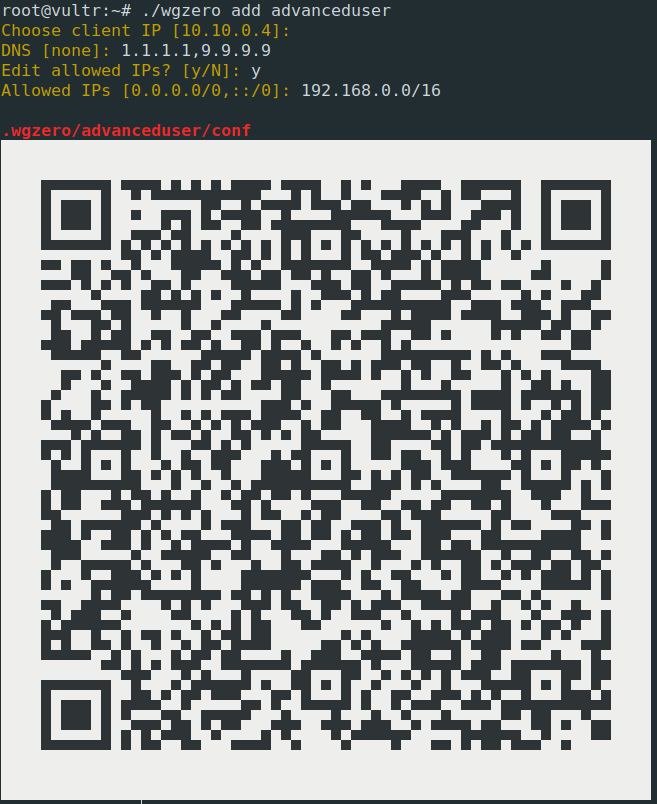 root@vultr:~# ./wgzero add advanceduser
Choose client IP [10.10.0.4]:
DNS [none]: 1.1.1.1,9.9.9.9
Edit allowed IPs? [y/N]: y
Allowed IPs [0.0.0.0/0,::/0]: 192.168.0.0/16
.wgzero/advanceduser/conf